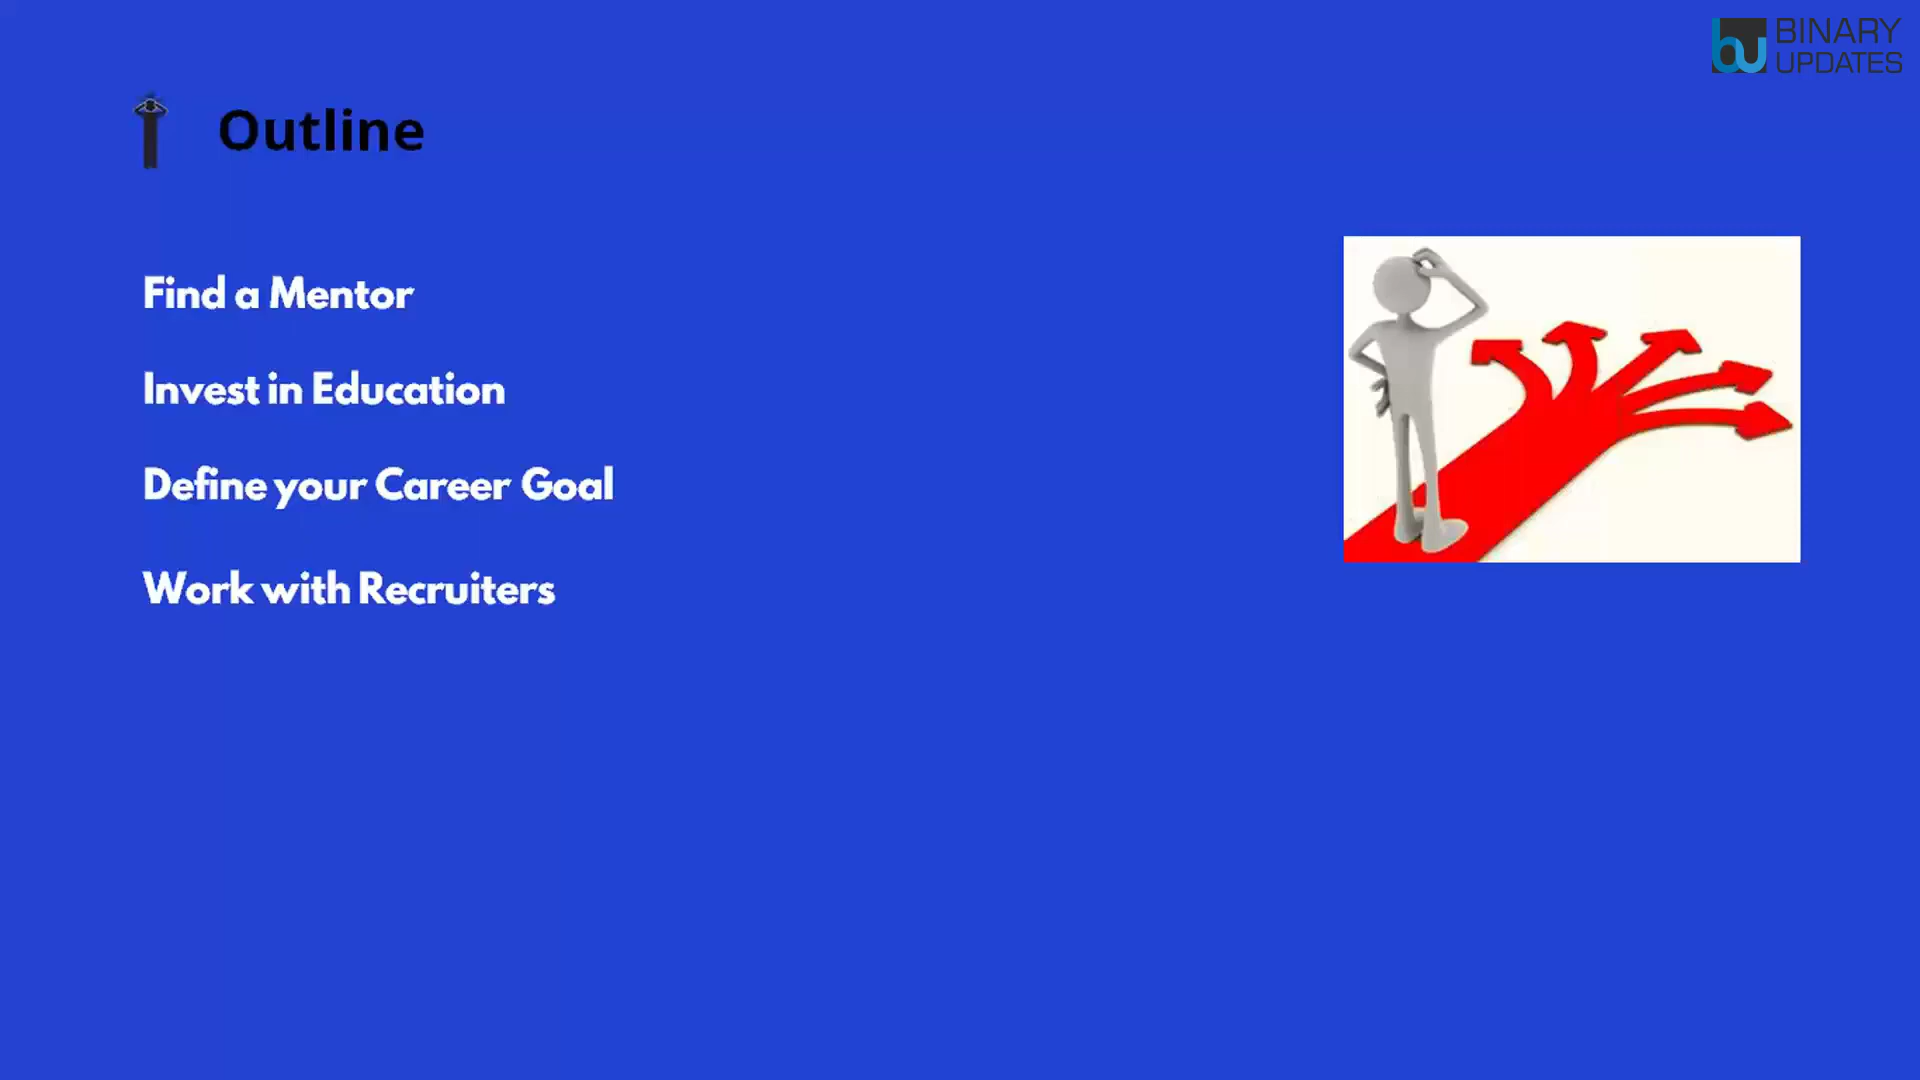 BINARY
UPDATES
Outline
Find a Mentor
Invest in Education
Define your Career Goal
Work with Recruiters